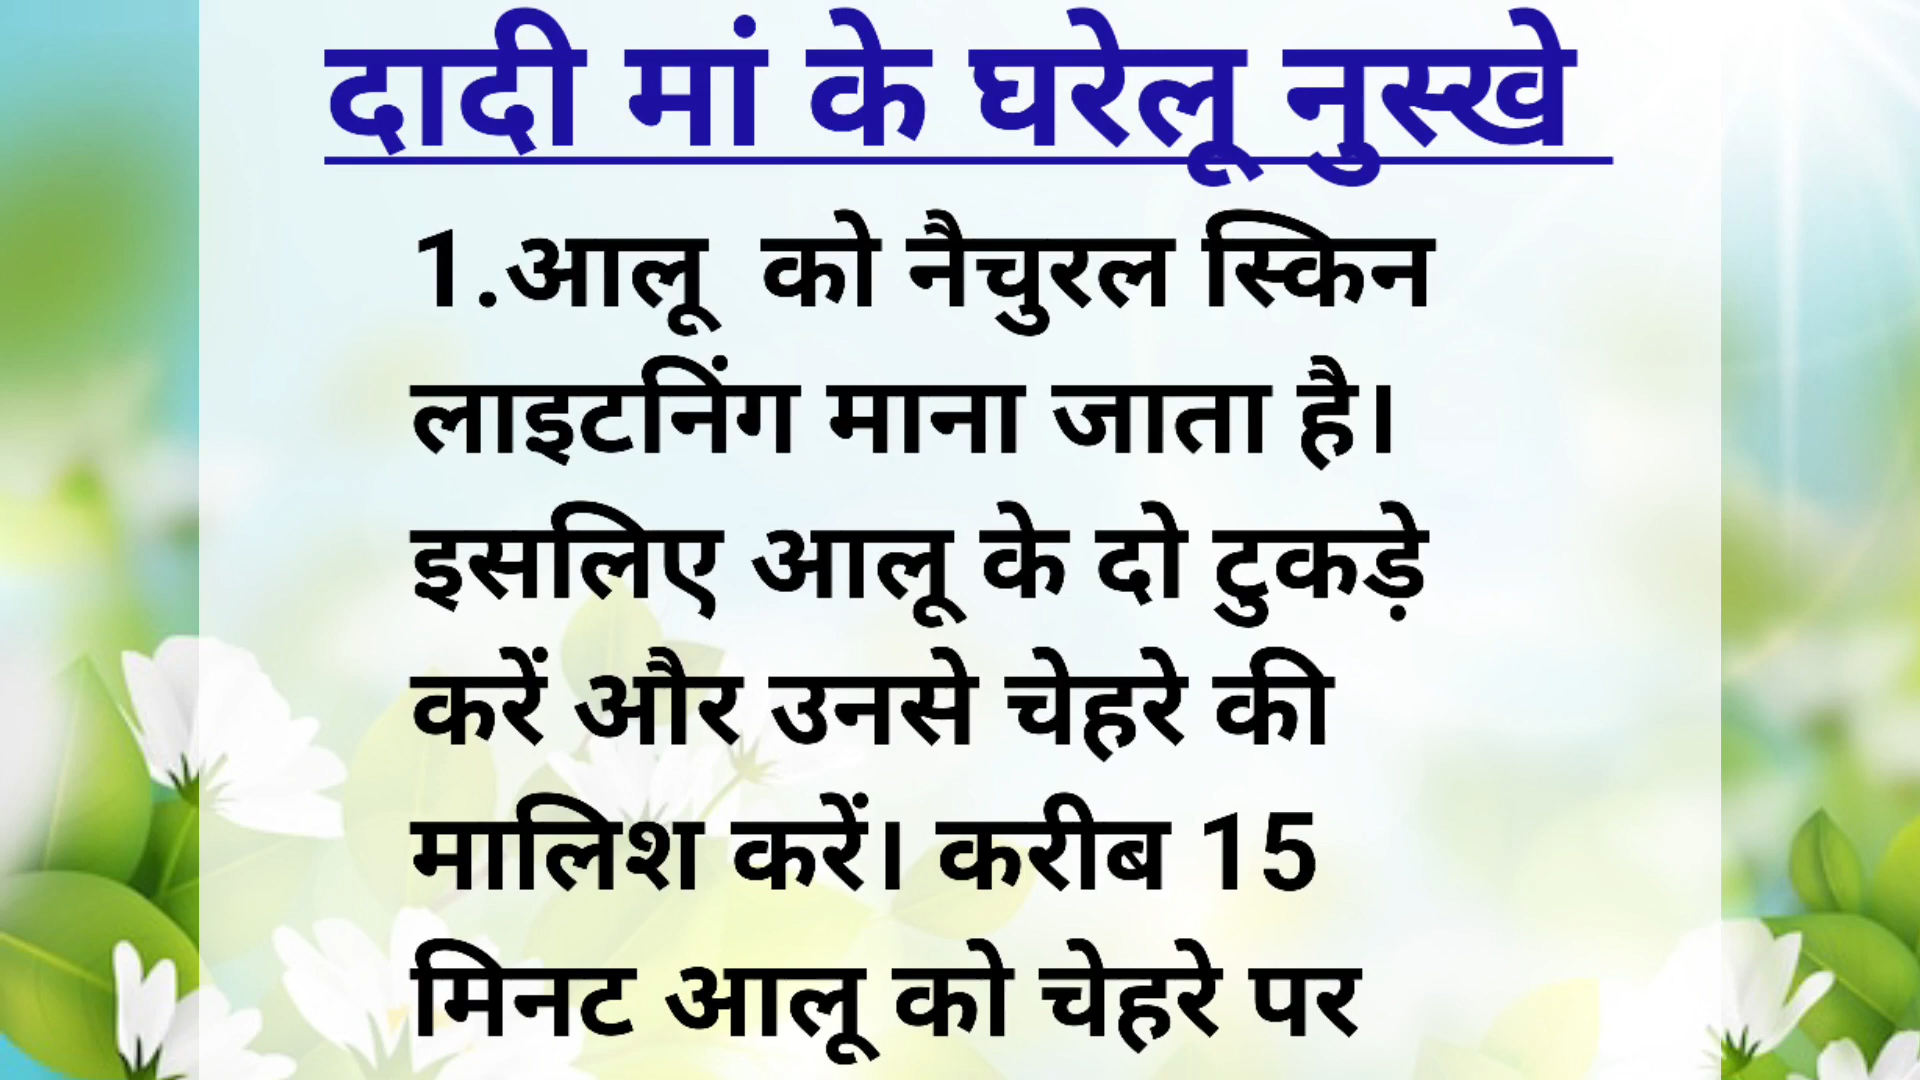 दादी मां के घरेलू नुस्खे
1.आलू को नैचुरल स्किन
लाइटनिंग माना जाता है।
इसलिए आलू के दो टुकड़े
करें और उनसे चेहरे की
मालिश करें। करीब 15
मिनट आलू को चेहरे पर